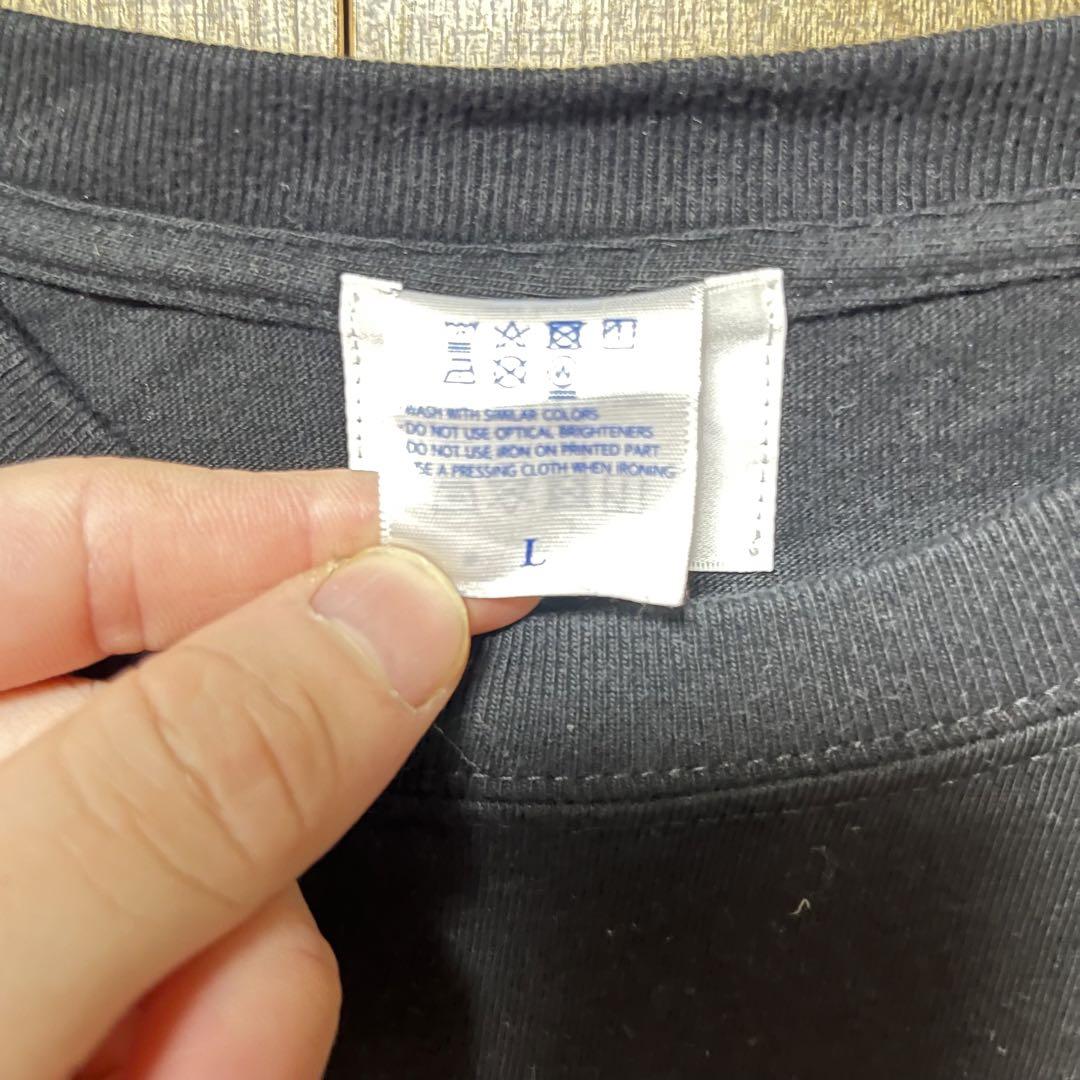 WASH WITH SIMILAR COLORS
DO NOT USE OPTICAL BRIGHTENERS
DO NOT USE IRON ON PRINTED PART
USE A PRESSING CLOTH WHEN IRONING
L